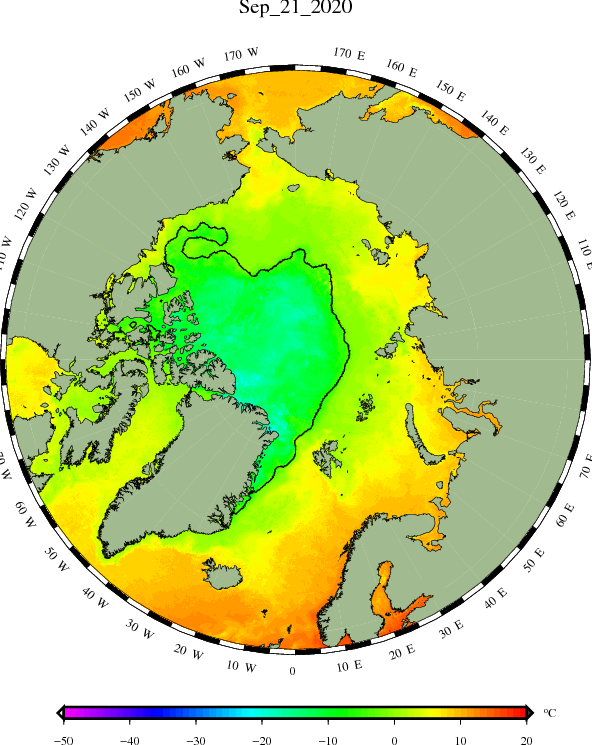 Sep_21_2020
170 W
170 E
160 W
160 E
150 W
150 E
140 W
140 E
130 W
130 E
120 W
120 E
110 E
70 E
60 W
60 E
50 W
50 E
40 W
40 E
30 W
30 E
20 W
20 E
10 W
10 E
0
°C
−50 −40 −30 −20 −10 0 10 20